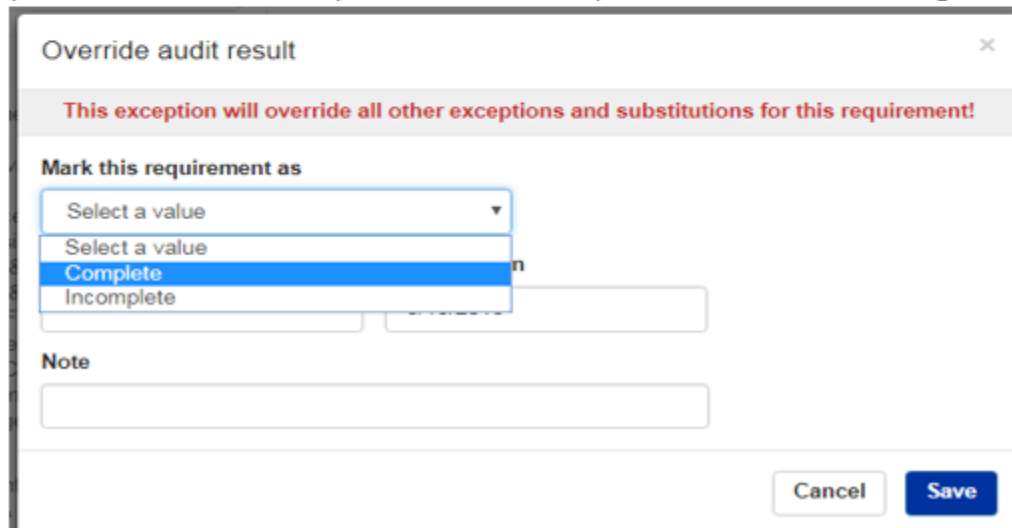 Override audit result ×
This exception will override all other exceptions and substitutions for this requirement!
Mark this requirement as
Select a value
Select a value
Complete
Incomplete
Note
Cancel Save